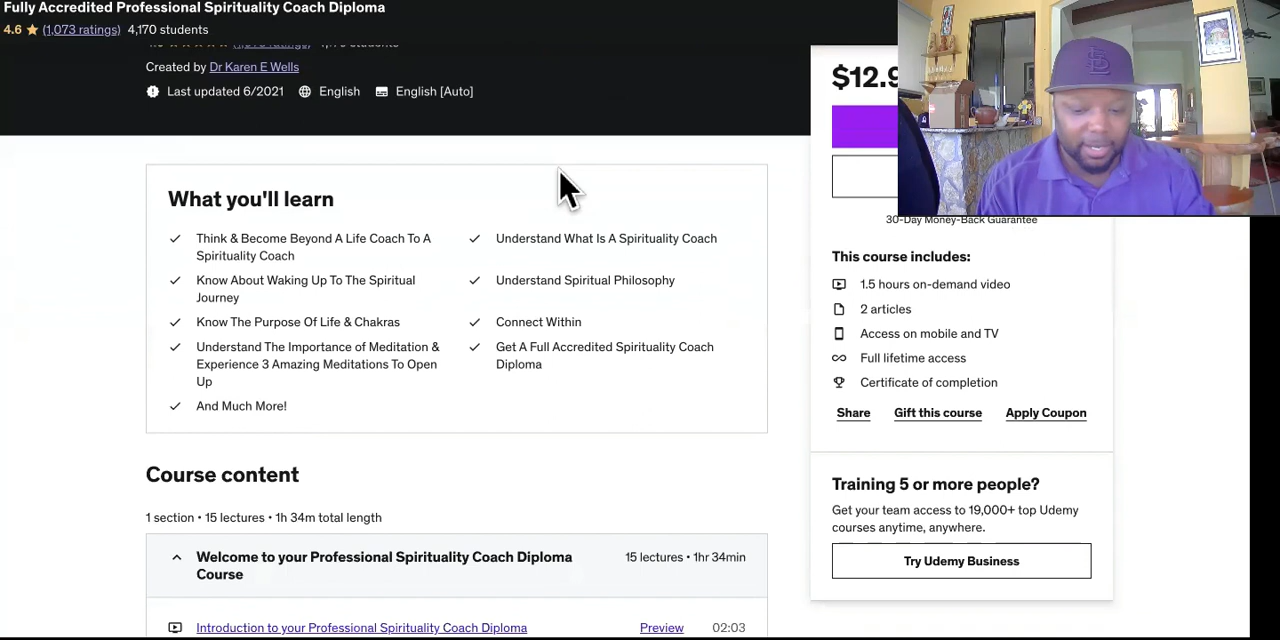 Fully Accredited Professional Spirituality Coach Diploma
4.6 (1,073 ratings) 4,170 students
Created by Dr Karen E Wells
Last updated 6/2021 English English [Auto]
$12.9
30-Day Money-Back Guarantee
What you'll learn
Think & Become Beyond A Life Coach To A
Spirituality Coach
Understand What Is A Spirituality Coach
Know About Waking Up To The Spiritual
Journey
Understand Spiritual Philosophy
Know The Purpose Of Life & Chakras
Connect Within
Understand The Importance of Meditation &
Experience 3 Amazing Meditations To Open
Up
Get A Full Accredited Spirituality Coach
Diploma
And Much More!
This course includes:
1.5 hours on-demand video
2 articles
Access on mobile and TV
Full lifetime access
Certificate of completion
Share Gift this course Apply Coupon
Training 5 or more people?
Get your team access to 19,000+ top Udemy
courses anytime, anywhere.
Try Udemy Business
Course content
1 section • 15 lectures • 1h 34m total length
Welcome to your Professional Spirituality Coach Diploma
Course
15 lectures • 1hr 34min
Introduction to your Professional Spirituality Coach Diploma Preview 02:03